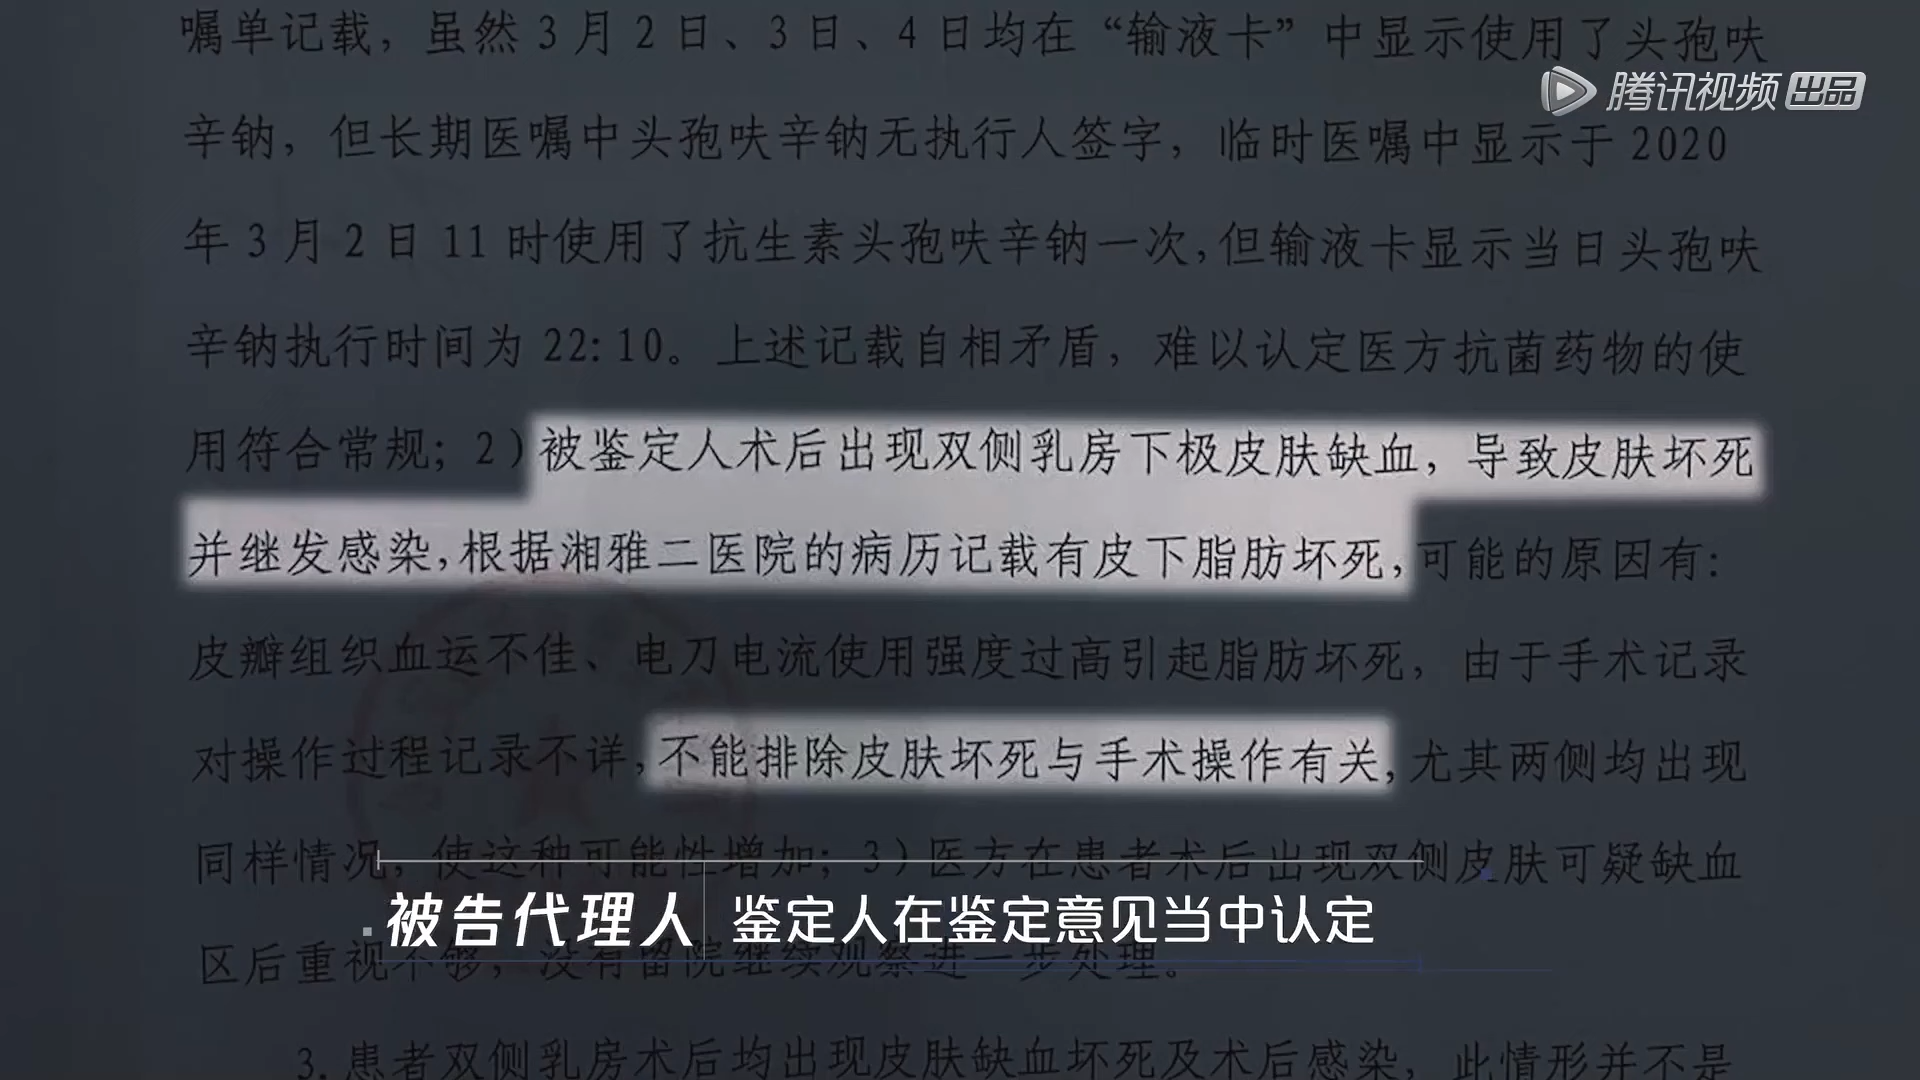 嘱单记载，虽然3月2日、3日、4日均在“输液卡”中显示使用了头孢呋
腾讯视频 出品
辛钠，但长期医嘱中头孢呋辛钠无执行人签字，临时医嘱中显示于2020
年3月2日11时使用了抗生素头孢呋辛钠一次，但输液卡显示当日头孢呋
辛钠执行时间为22:10。上述记载自相矛盾，难以认定医方抗菌药物的使
用符合常规；2）被鉴定人术后出现双侧乳房下极皮肤缺血，导致皮肤坏死
并继发感染，根据湘雅二医院的病历记载有皮下脂肪坏死，可能的原因有：
皮瓣组织血运不佳、电刀电流使用强度过高引起脂肪坏死，由于手术记录
对操作过程记录不详，不能排除皮肤坏死与手术操作有关，尤其两侧均出现
同样情况，使这种可能性增加；3）医方在患者术后出现双侧皮肤可疑缺血
被告代理人 鉴定人在鉴定意见当中认定
区后重视不够，没有留院继续观察进一步处理。
3.患者双侧乳房术后均出现皮肤缺血坏死及术后感染，此情形并不是